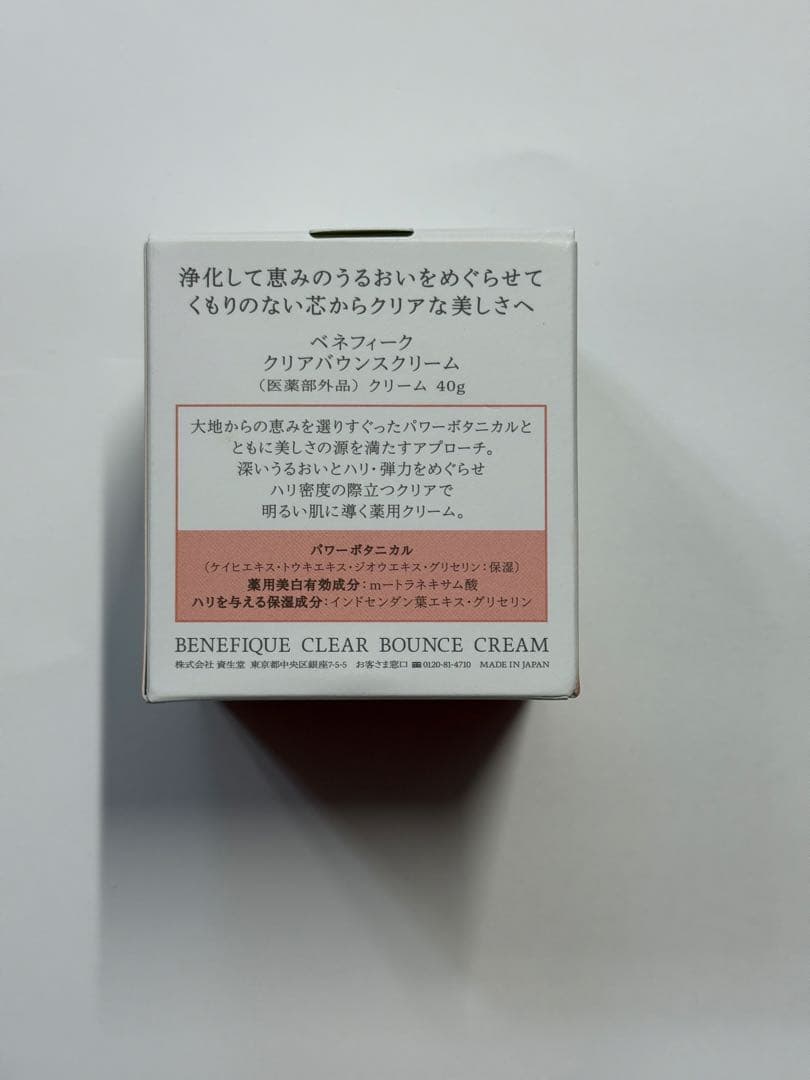 浄化して恵みのうるおいをめぐらせて
くもりのない芯からクリアな美しさへ
ベネフィーク
クリアバウンスクリーム
（医薬部外品）クリーム 40g
大地からの恵みを選りすぐったパワーボタニカルと
ともに美しさの源を満たすアプローチ。
深いうるおいとハリ・弾力をめぐらせ
ハリ密度の際立つクリアで
明るい肌に導く薬用クリーム。
パワーボタニカル
（ケイヒエキス・トウキエキス・ジオウエキス・グリセリン：保湿）
薬用美白有効成分：m－トラネキサム酸
ハリを与える保湿成分：インドセンダン葉エキス・グリセリン
BENEFIQUE CLEAR BOUNCE CREAM
株式会社 資生堂 東京都中央区銀座7-5-5 お客さま窓口 ☎0120-81-4710 MADE IN JAPAN